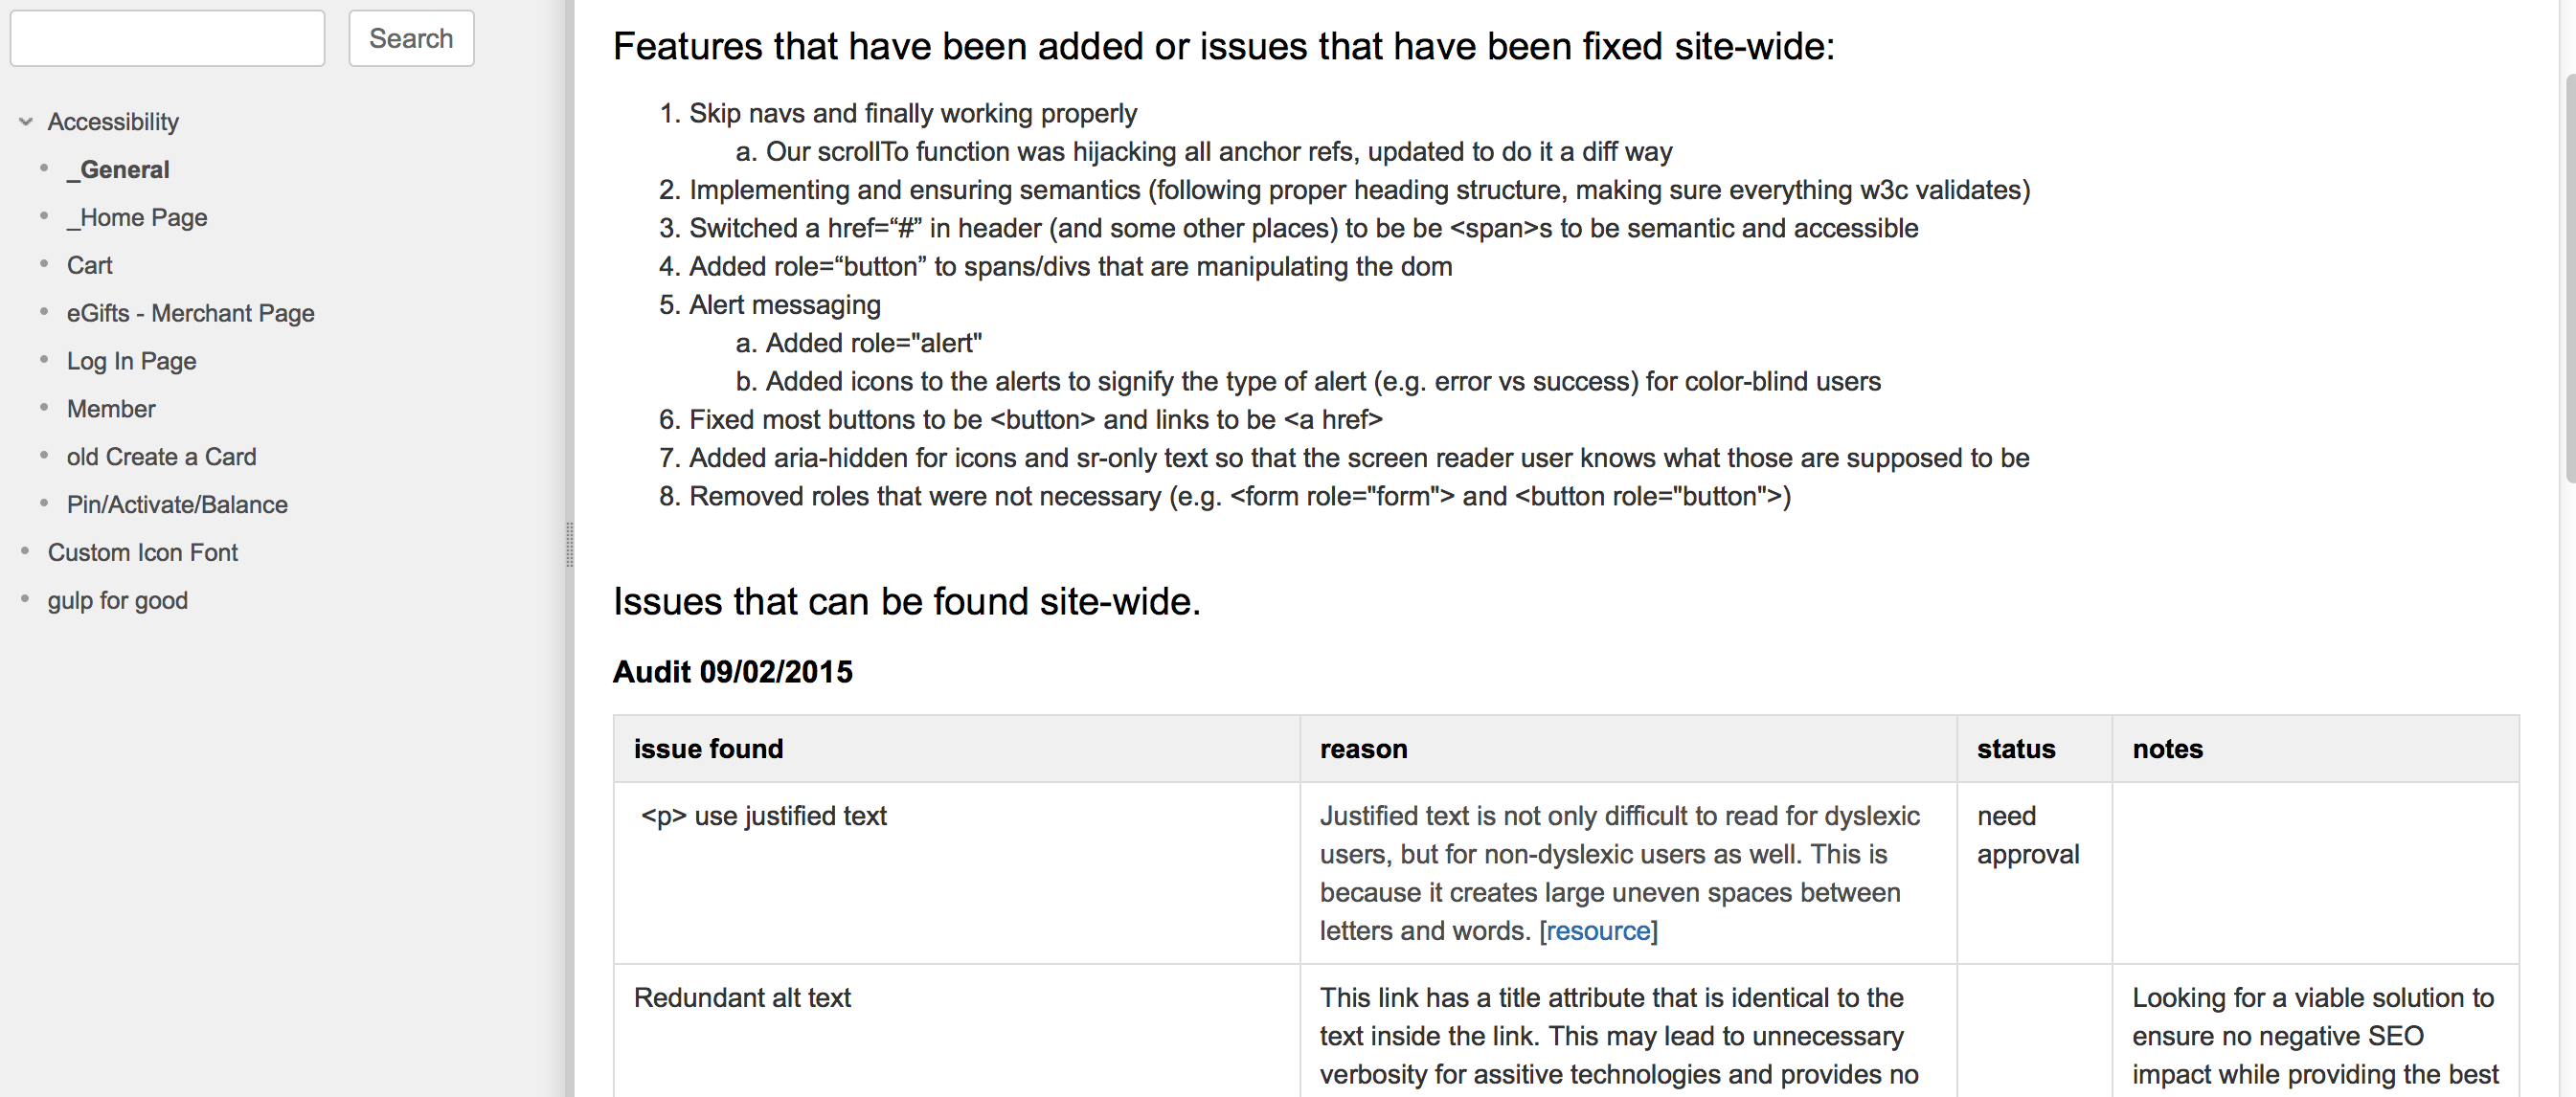 Search
Accessibility
_General
_Home Page
Cart
eGifts - Merchant Page
Log In Page
Member
old Create a Card
Pin/Activate/Balance
Custom Icon Font
gulp for good
Features that have been added or issues that have been fixed site-wide:
1. Skip navs and finally working properly
a. Our scrollTo function was hijacking all anchor refs, updated to do it a diff way
2. Implementing and ensuring semantics (following proper heading structure, making sure everything w3c validates)
3. Switched a href=“#” in header (and some other places) to be be <span>s to be semantic and accessible
4. Added role=“button” to spans/divs that are manipulating the dom
5. Alert messaging
a. Added role="alert"
b. Added icons to the alerts to signify the type of alert (e.g. error vs success) for color-blind users
6. Fixed most buttons to be <button> and links to be <a href>
7. Added aria-hidden for icons and sr-only text so that the screen reader user knows what those are supposed to be
8. Removed roles that were not necessary (e.g. <form role="form"> and <button role="button">)
Issues that can be found site-wide.
Audit 09/02/2015
issue found
reason
status
notes
<p> use justified text
Justified text is not only difficult to read for dyslexic
users, but for non-dyslexic users as well. This is
because it creates large uneven spaces between
letters and words. [resource]
need
approval
Redundant alt text
This link has a title attribute that is identical to the
text inside the link. This may lead to unnecessary
verbosity for assitive technologies and provides no
Looking for a viable solution to
ensure no negative SEO
impact while providing the best